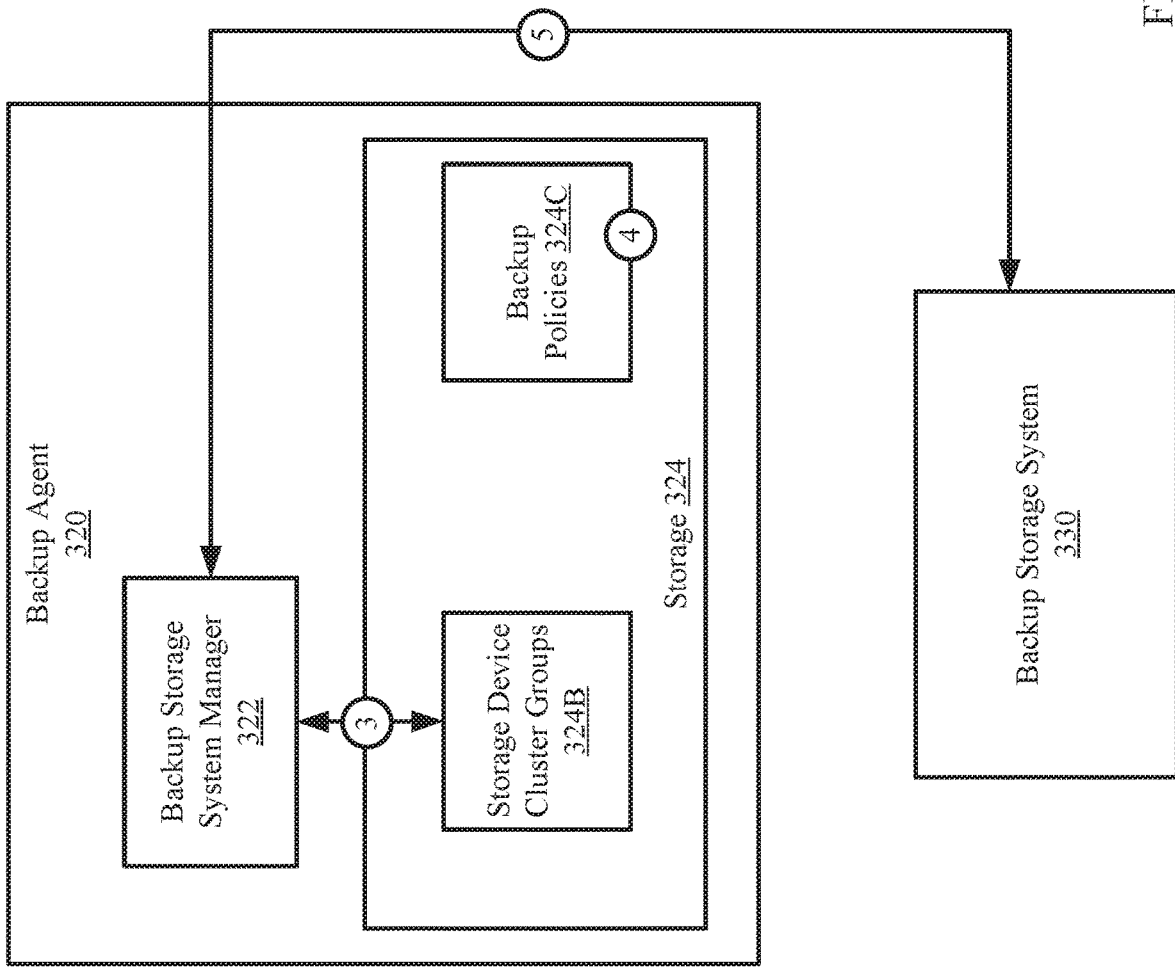 Backup Agent
320
Backup Storage
System Manager
322
3
Storage Device
Cluster Groups
324B
Backup
Policies 324C
4
Storage 324
5
Backup Storage System
330